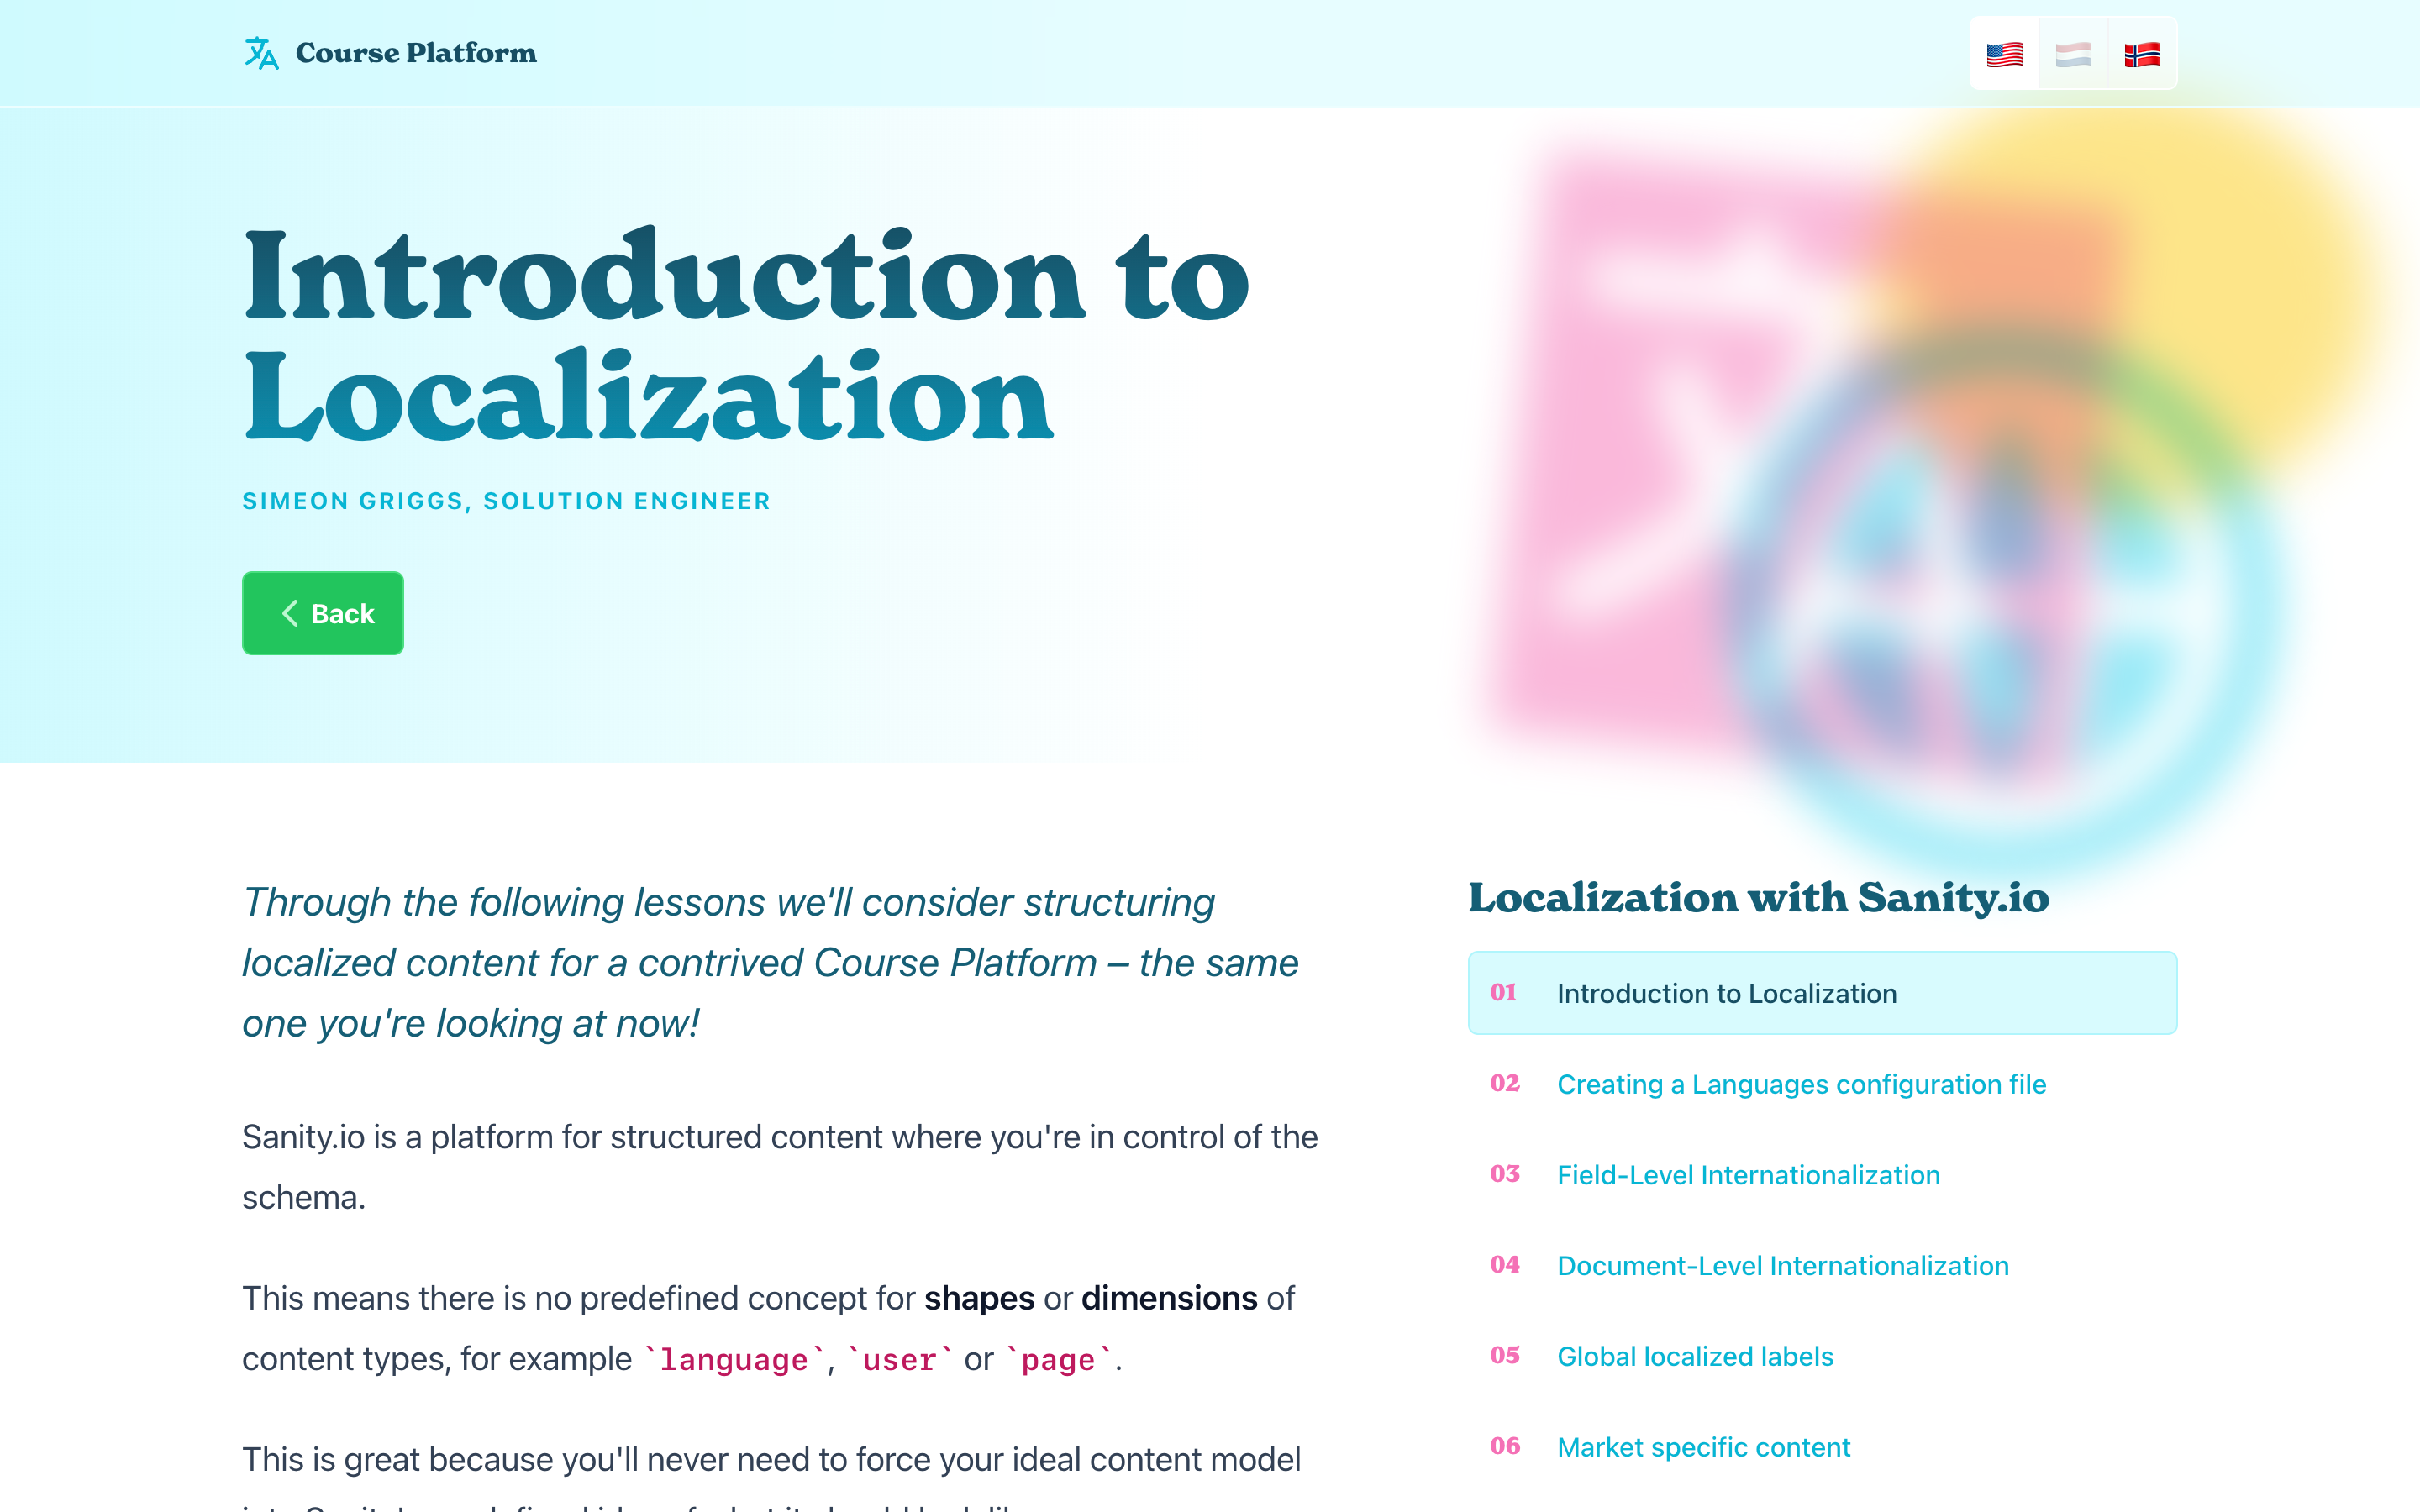 Course Platform
Introduction to
Localization
SIMEON GRIGGS, SOLUTION ENGINEER
Back
Through the following lessons we'll consider structuring
localized content for a contrived Course Platform – the same
one you're looking at now!
Sanity.io is a platform for structured content where you're in control of the
schema.
This means there is no predefined concept for shapes or dimensions of
content types, for example `language`, `user` or `page`.
This is great because you'll never need to force your ideal content model
Localization with Sanity.io
01 Introduction to Localization
02 Creating a Languages configuration file
03 Field-Level Internationalization
04 Document-Level Internationalization
05 Global localized labels
06 Market specific content